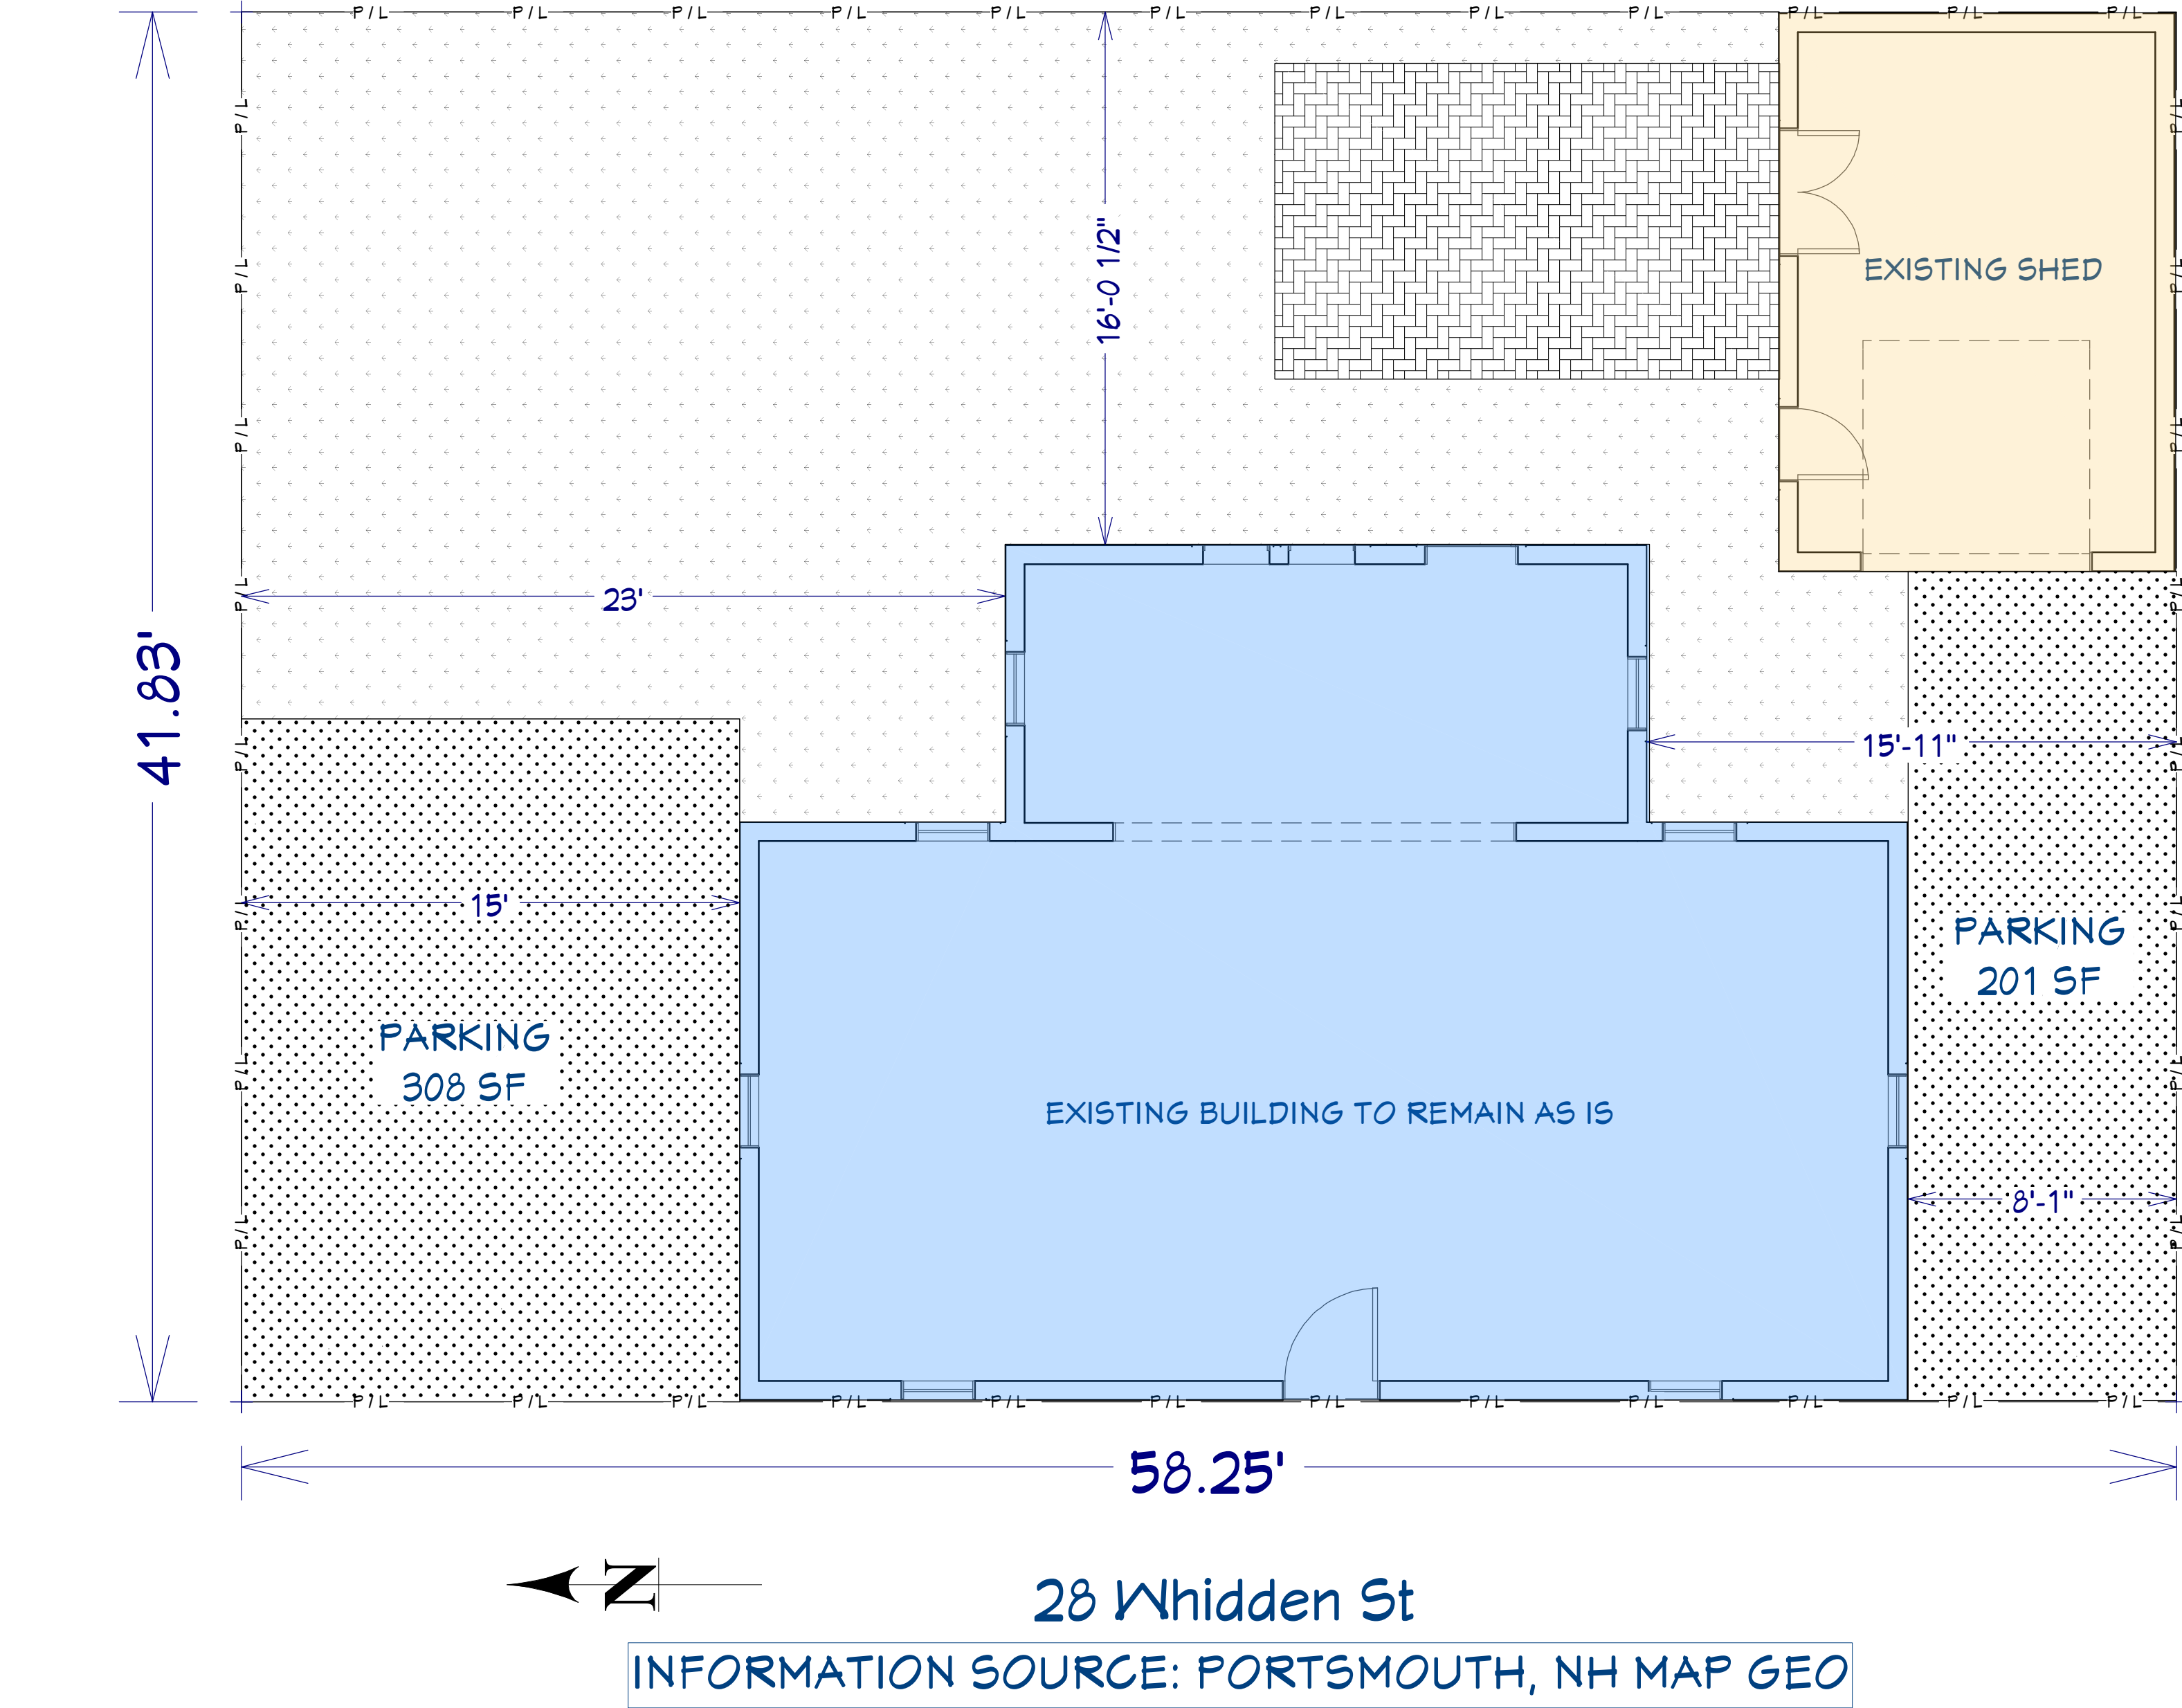 P/L P/L P/L P/L P/L P/L P/L P/L P/L P/L P/L P/L
P/L P/L P/L P/L P/L P/L P/L P/L
P/L P/L P/L P/L P/L P/L P/L P/L
16'-0 1/2"
EXISTING SHED
23'
41.83'
15'-11"
15'
PARKING
201 SF
PARKING
308 SF
EXISTING BUILDING TO REMAIN AS IS
8'-1"
P/L P/L P/L P/L P/L P/L P/L P/L P/L P/L P/L P/L
58.25'
N
28 Whidden St
INFORMATION SOURCE: PORTSMOUTH, NH MAP GEO